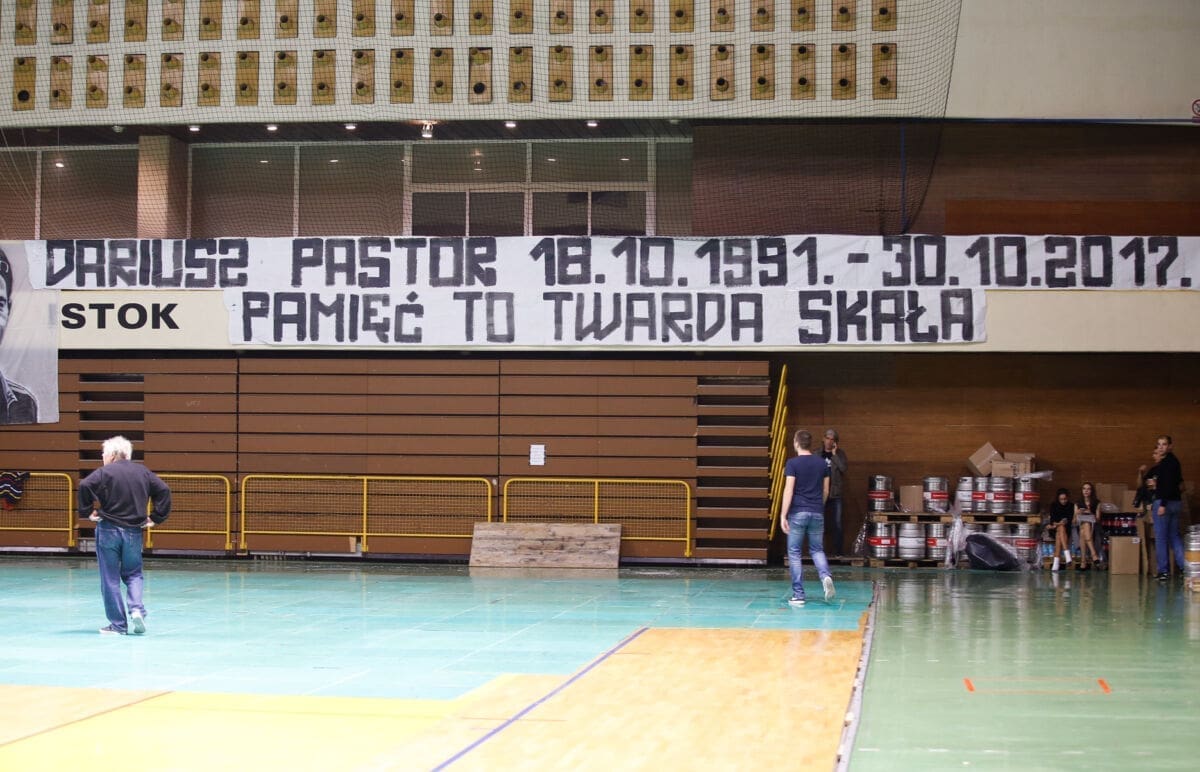 DARIUSZ PASTOR 18.10.1991. - 30.10.2017.
PAMIĘĆ TO TWARDA SKAŁA
STOK